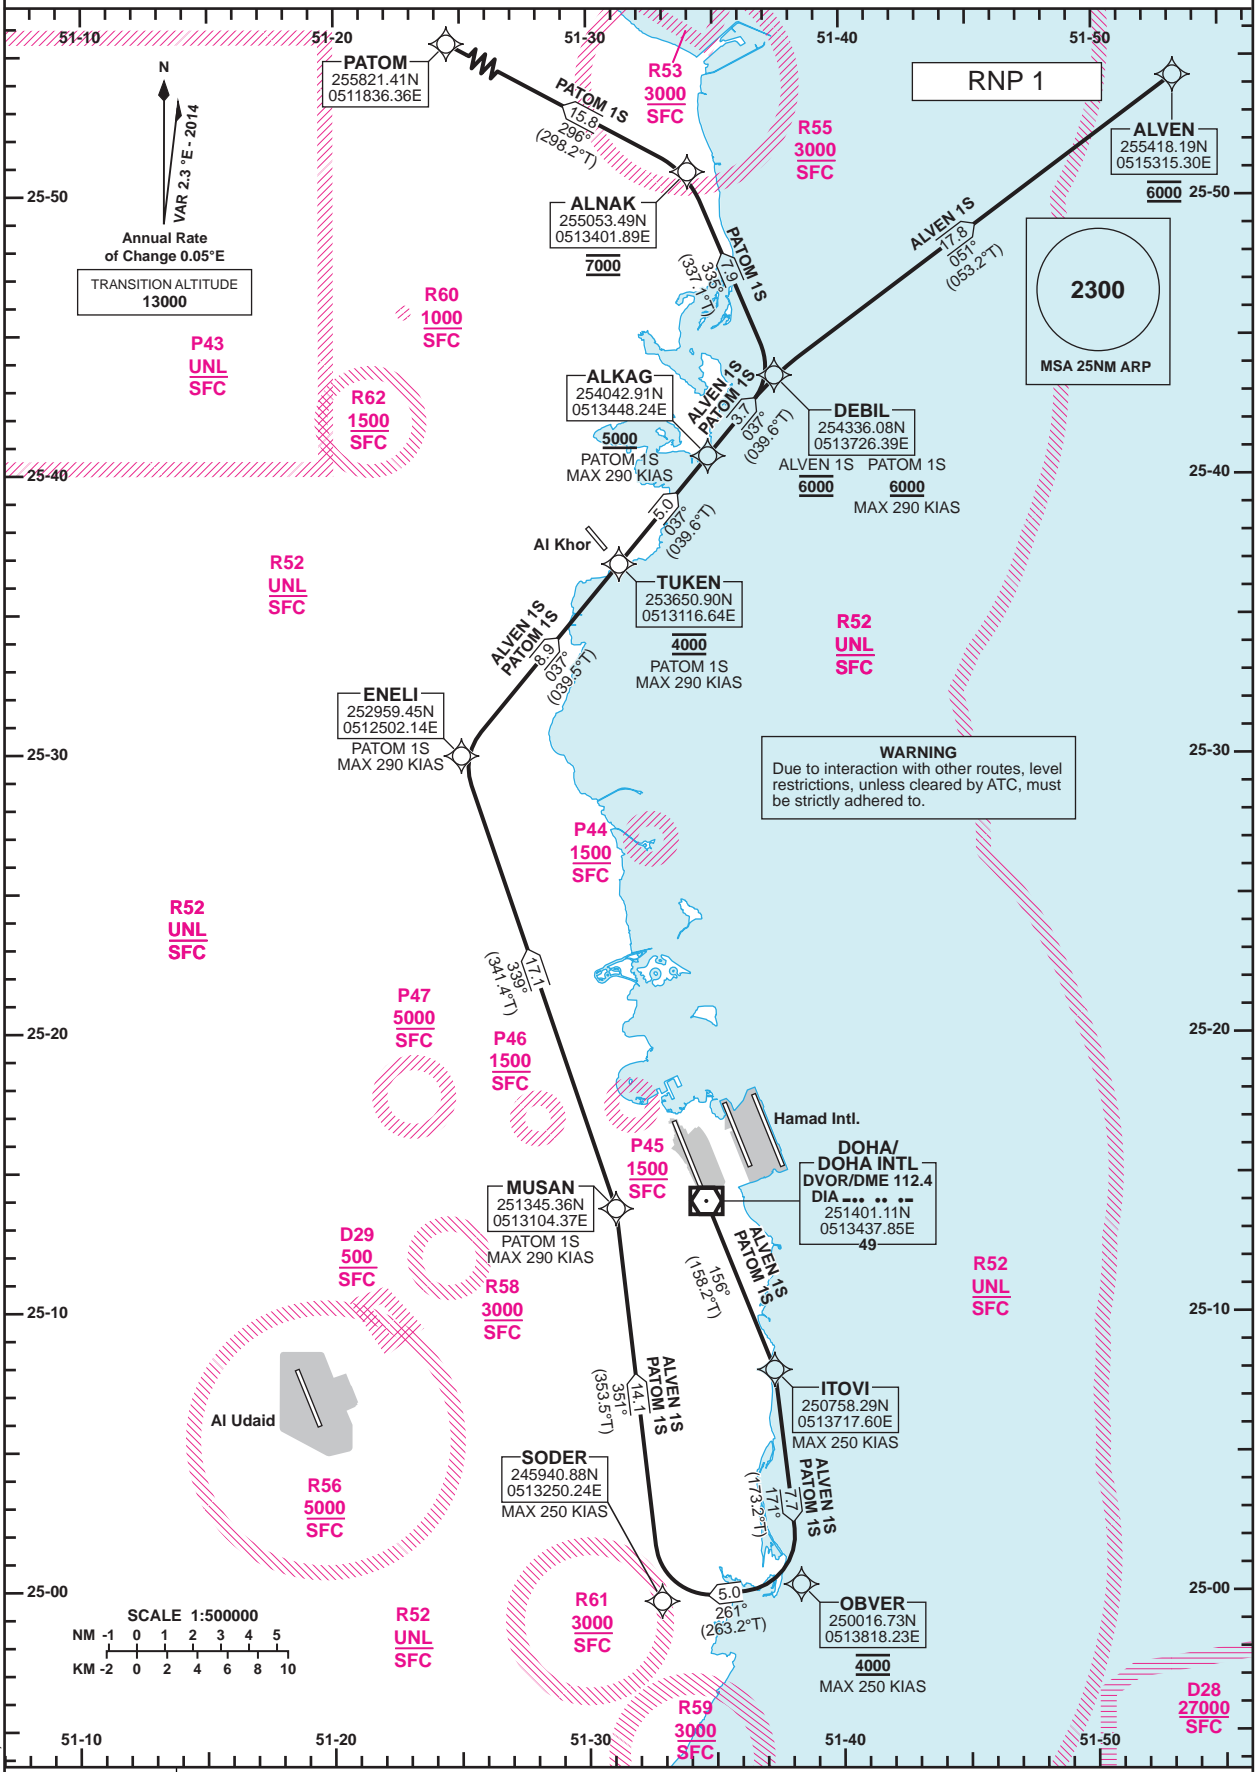 51-10
51-20
51-30
51-40
51-50
PATOM
255821.41N
0511836.36E
PATOM 1S
15.8
296°
(298.2°T)
R53
3000
SFC
R55
3000
SFC
RNP 1
ALVEN
255418.19N
0515315.30E
6000
N
VAR 2.3 °E - 2014
Annual Rate
of Change 0.05°E
TRANSITION ALTITUDE
13000
25-50
25-50
ALNAK
255053.49N
0513401.89E
7000
PATOM 1S
7.9
335°
(337.1°T)
ALVEN 1S
17.8
051°
(053.2°T)
2300
MSA 25NM ARP
P43
UNL
SFC
R60
1000
SFC
R62
1500
SFC
ALKAG
254042.91N
0513448.24E
5000
PATOM 1S
MAX 290 KIAS
ALVEN 1S
PATOM 1S
3.7
037°
(039.6°T)
DEBIL
254336.08N
0513726.39E
ALVEN 1S PATOM 1S
6000 6000
MAX 290 KIAS
25-40
25-40
5.0
037°
(039.6°T)
Al Khor
R52
UNL
SFC
TUKEN
253650.90N
0513116.64E
4000
PATOM 1S
MAX 290 KIAS
R52
UNL
SFC
ALVEN 1S
PATOM 1S
8.9
037°
(039.5°T)
ENELI
252959.45N
0512502.14E
PATOM 1S
MAX 290 KIAS
25-30
25-30
WARNING
Due to interaction with other routes, level
restrictions, unless cleared by ATC, must
be strictly adhered to.
P44
1500
SFC
R52
UNL
SFC
17.1
339°
(341.4°T)
P47
5000
SFC
25-20
25-20
P46
1500
SFC
Hamad Intl.
P45
1500
SFC
DOHA/
DOHA INTL
DVOR/DME 112.4
DIA
251401.11N
0513437.85E
49
MUSAN
251345.36N
0513104.37E
PATOM 1S
MAX 290 KIAS
D29
500
SFC
R58
3000
SFC
ALVEN 1S
PATOM 1S
156°
(158.2°T)
R52
UNL
SFC
25-10
25-10
ALVEN 1S
PATOM 1S
14.1
351°
(353.5°T)
ITOVI
250758.29N
0513717.60E
MAX 250 KIAS
Al Udaid
SODER
245940.88N
0513250.24E
MAX 250 KIAS
ALVEN 1S
PATOM 1S
7.7
171°
(173.2°T)
R56
5000
SFC
25-00
25-00
5.0
261°
(263.2°T)
OBVER
250016.73N
0513818.23E
4000
MAX 250 KIAS
R61
3000
SFC
R52
UNL
SFC
SCALE 1:500000
NM -1 0 1 2 3 4 5
KM -2 0 2 4 6 8 10
R59
3000
SFC
D28
27000
SFC
51-10
51-20
51-30
51-40
51-50